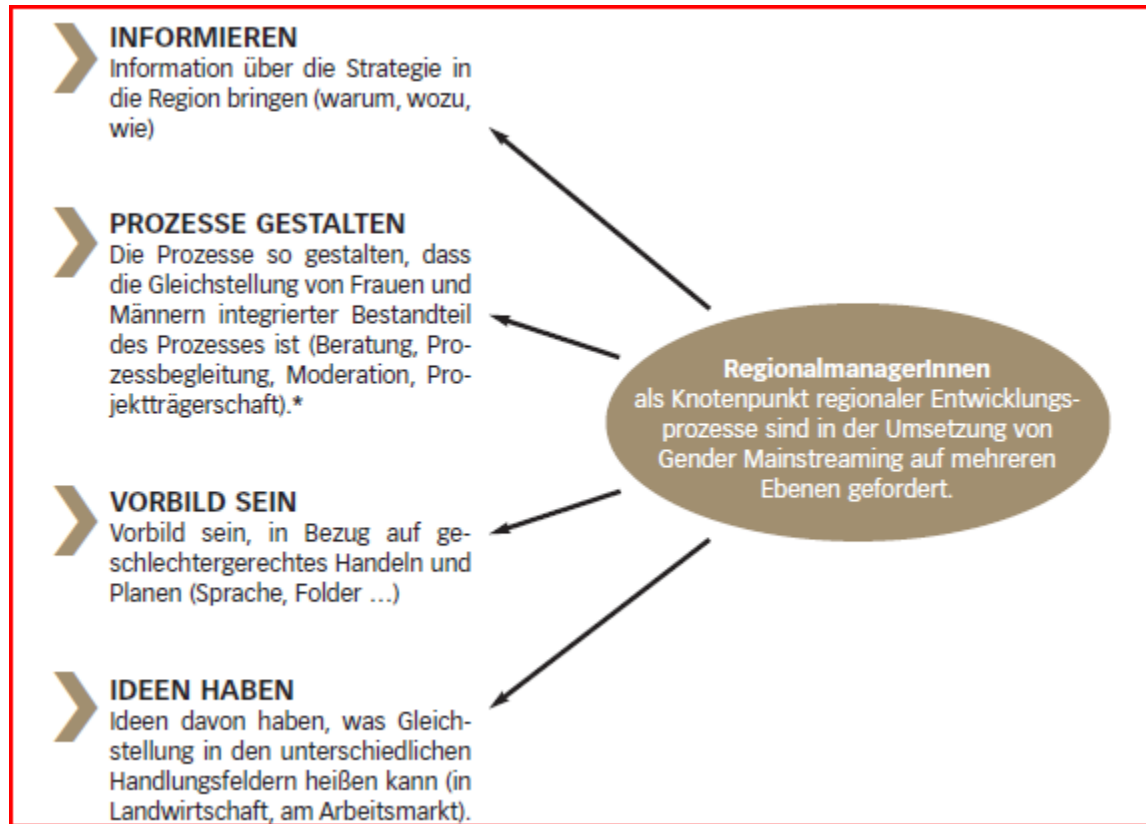 INFORMIEREN
Information über die Strategie in
die Region bringen (warum, wozu,
wie)
PROZESSE GESTALTEN
Die Prozesse so gestalten, dass
die Gleichstellung von Frauen und
Männern integrierter Bestandteil
des Prozesses ist (Beratung, Pro-
zessbegleitung, Moderation, Pro-
jektträgerschaft).*
VORBILD SEIN
Vorbild sein, in Bezug auf ge-
schlechtergerechtes Handeln und
Planen (Sprache, Folder …)
IDEEN HABEN
Ideen davon haben, was Gleich-
stellung in den unterschiedlichen
Handlungsfeldern heißen kann (in
Landwirtschaft, am Arbeitsmarkt).
RegionalmanagerInnen
als Knotenpunkt regionaler Entwicklungs-
prozesse sind in der Umsetzung von
Gender Mainstreaming auf mehreren
Ebenen gefordert.